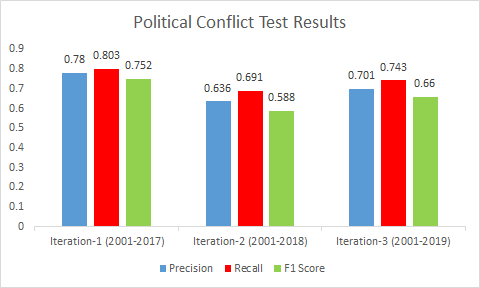 Political Conflict Test Results
0.9
0.8
0.7
0.6
0.5
0.4
0.3
0.2
0.1
0
0.78 0.803 0.752
0.636 0.691 0.588
0.701 0.743 0.66
Iteration-1 (2001-2017) Iteration-2 (2001-2018) Iteration-3 (2001-2019)
Precision Recall F1 Score